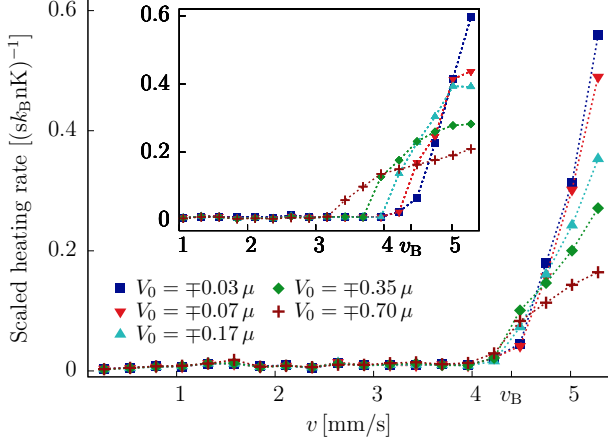 0.6
0.4
0.2
0
Scaled heating rate [(sk_BnK)^−1]
0.6
0.4
0.2
0
1 2 3 4 v_B 5
V_0 = ∓0.03 μ
V_0 = ∓0.07 μ
V_0 = ∓0.17 μ
V_0 = ∓0.35 μ
V_0 = ∓0.70 μ
1 2 3 4 v_B 5
v [mm/s]